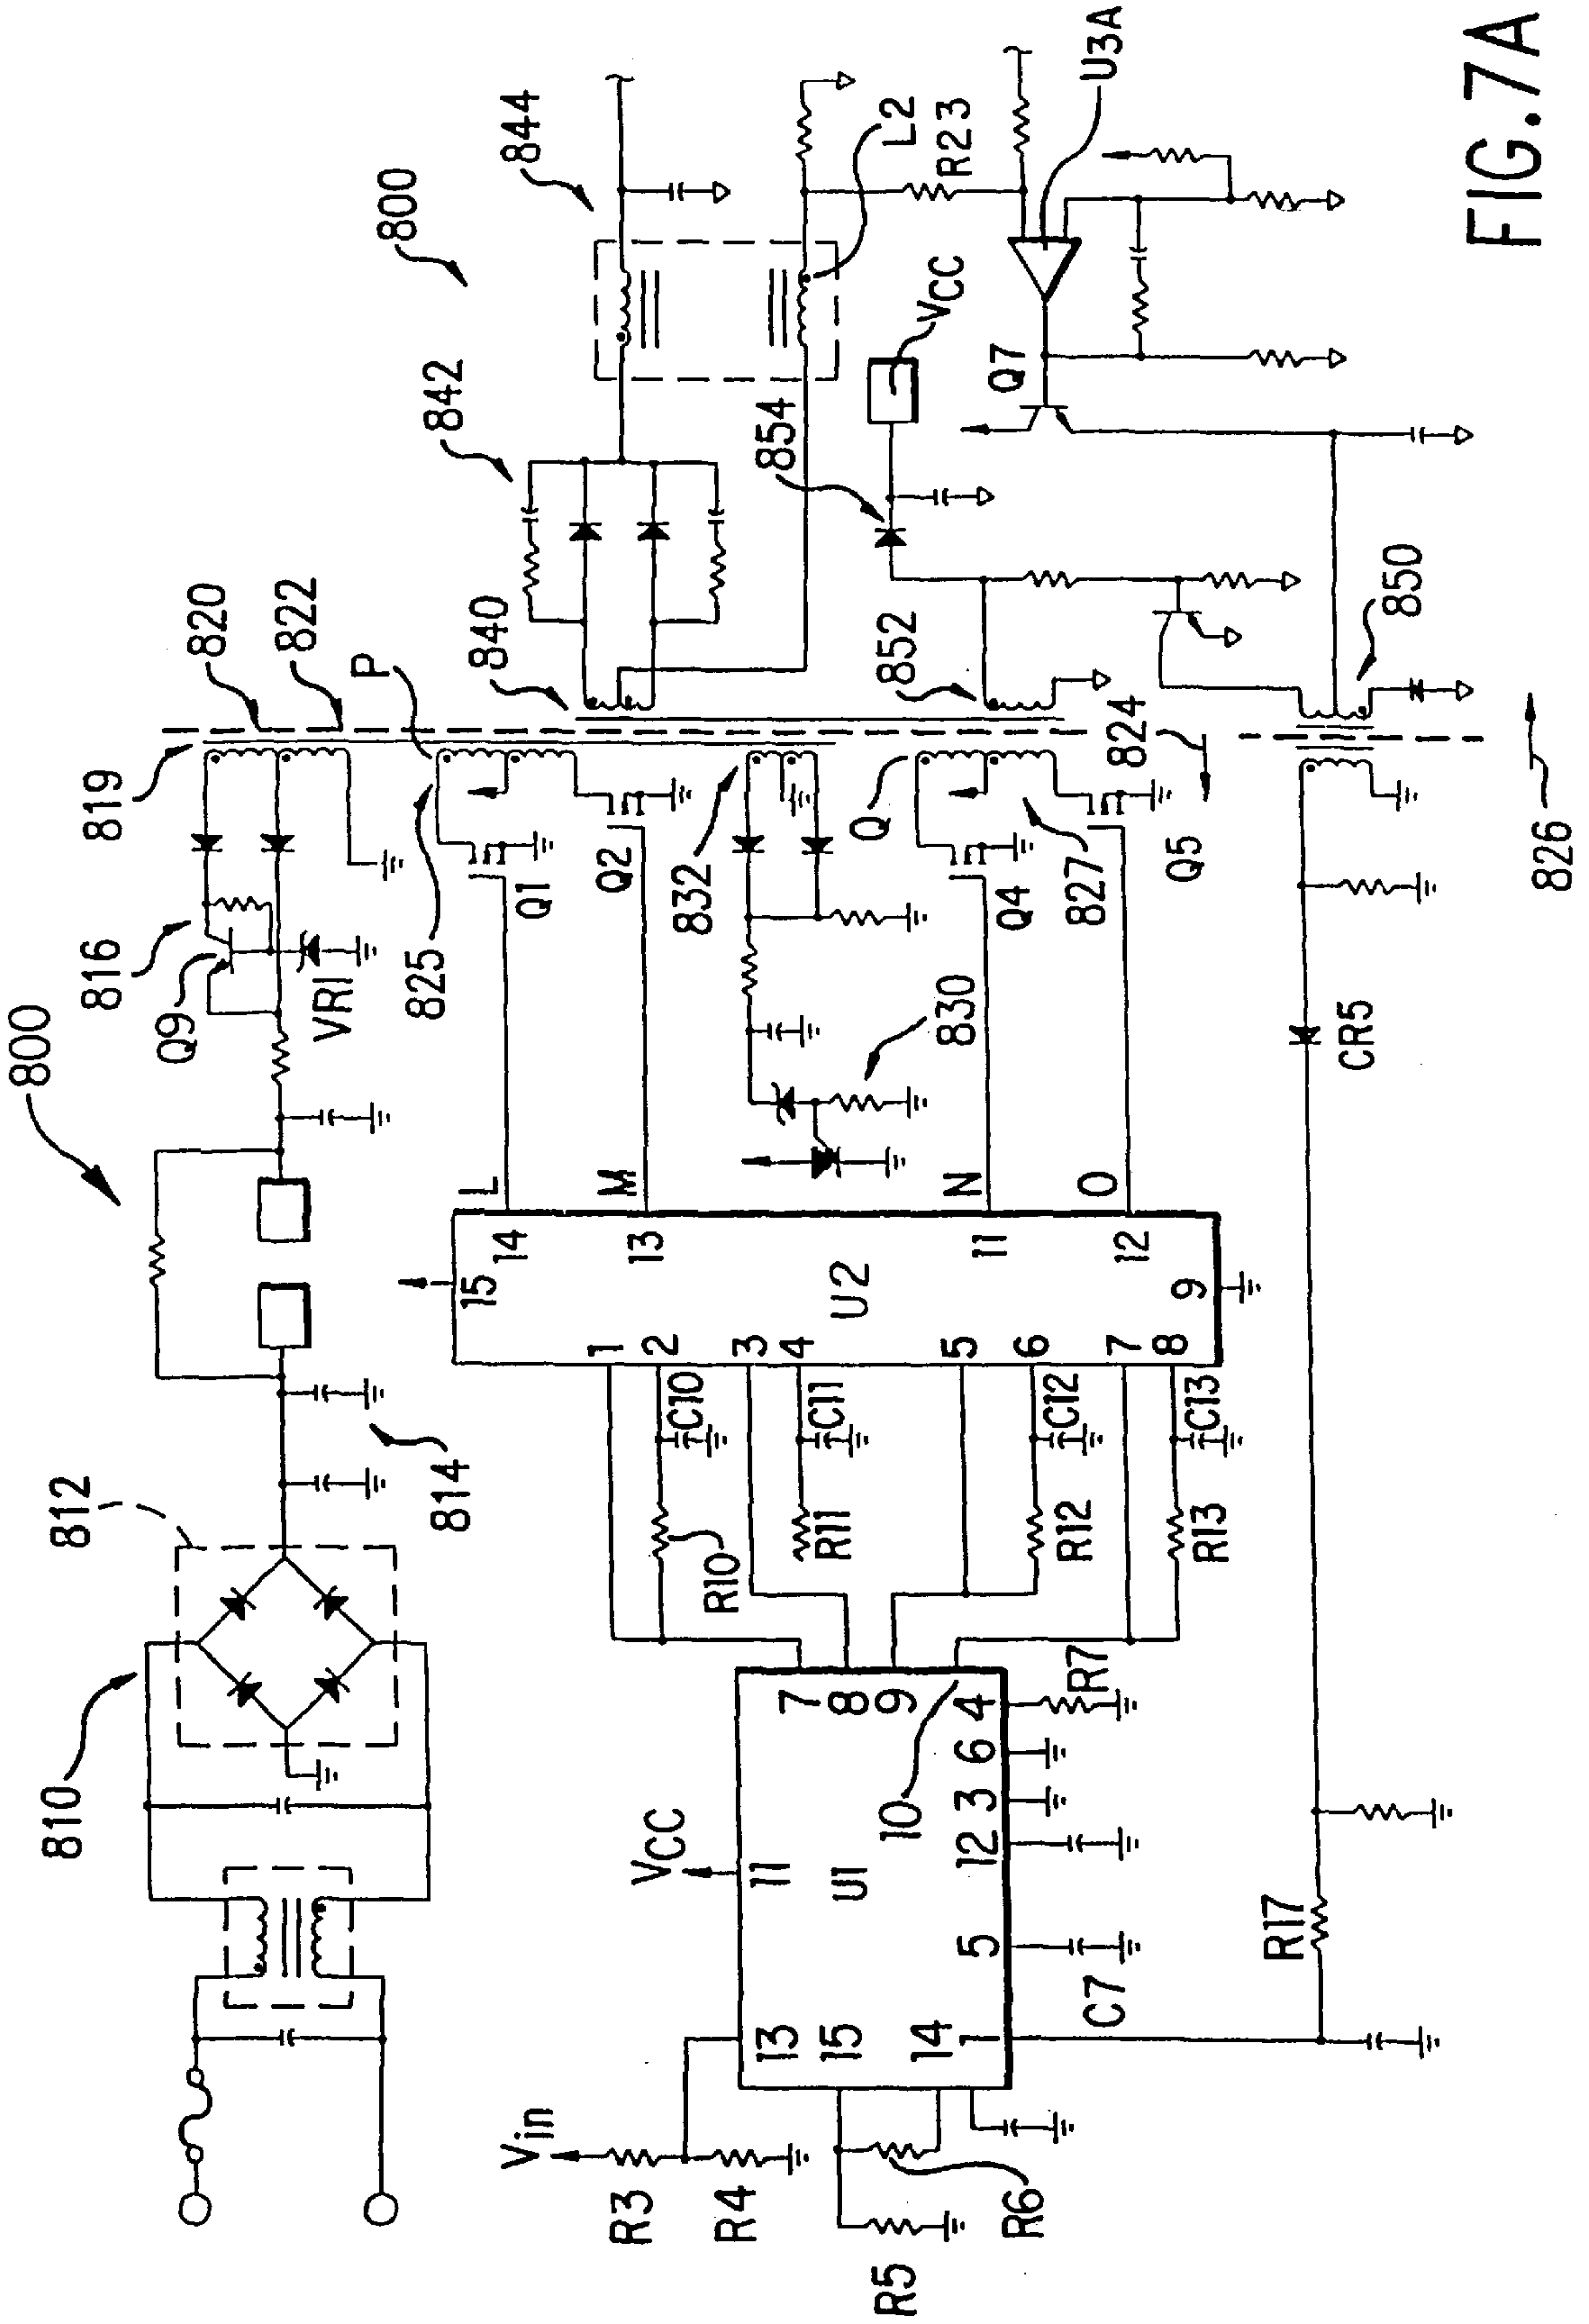 800
844
800
842
820
822
P
840
819
816
Q9
VR1
825
Q1
Q2
832
Q
Q4
827
Q5
824
826
852
854
VCC
L2
R23
U3A
Q7
850
CR5
830
812
810
814
L
M
N
O
15
14
13
11
12
9
U2
1
2
3
4
5
6
7
8
C10
C11
C12
C13
R10
R11
R12
R13
VCC
11
U1
7
8
9
10
4
6
3
12
5
13
15
14
1
R7
C7
R17
Vin
R3
R4
R5
R6
FIG.7A